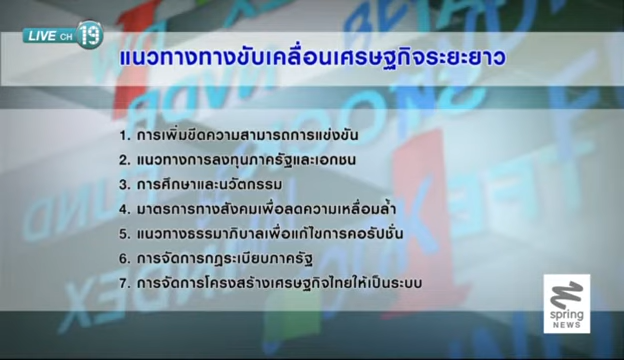 LIVE CH 19
แนวทางทางขับเคลื่อนเศรษฐกิจระยะยาว
1. การเพิ่มขีดความสามารถการแข่งขัน
2. แนวทางการลงทุนภาครัฐและเอกชน
3. การศึกษาและนวัตกรรม
4. มาตรการทางสังคมเพื่อลดความเหลื่อมล้ำ
5. แนวทางธรรมาภิบาลเพื่อแก้ไขการคอรัปชั่น
6. การจัดการกฎระเบียบภาครัฐ
7. การจัดการโครงสร้างเศรษฐกิจไทยให้เป็นระบบ
spring
NEWS